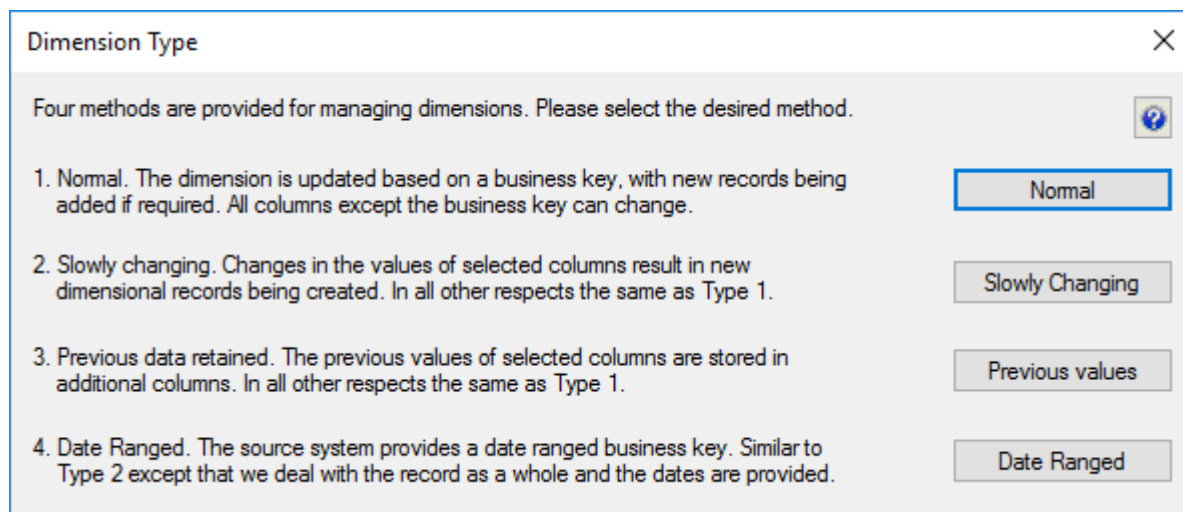 Dimension Type
Four methods are provided for managing dimensions. Please select the desired method.
1. Normal. The dimension is updated based on a business key, with new records being
added if required. All columns except the business key can change.
Normal
2. Slowly changing. Changes in the values of selected columns result in new
dimensional records being created. In all other respects the same as Type 1.
Slowly Changing
3. Previous data retained. The previous values of selected columns are stored in
additional columns. In all other respects the same as Type 1.
Previous values
4. Date Ranged. The source system provides a date ranged business key. Similar to
Type 2 except that we deal with the record as a whole and the dates are provided.
Date Ranged